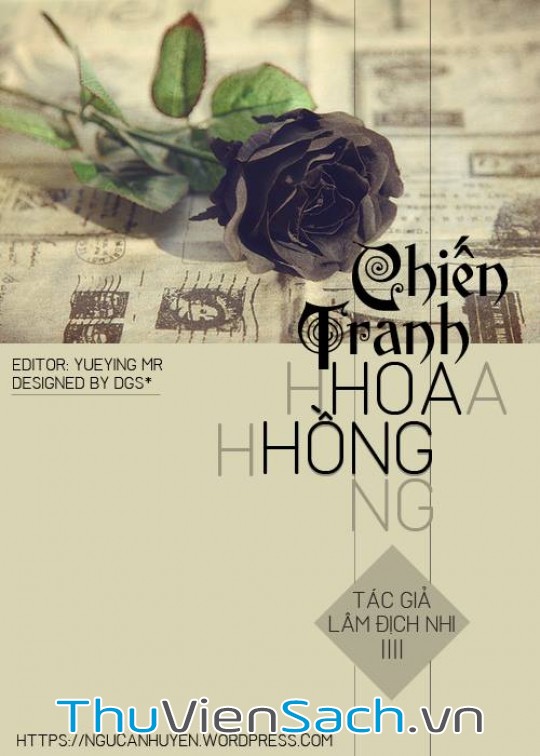 Chiến
Tranh
HOA
HỒNG
EDITOR: YUEYING MR
DESIGNED BY DGS*
TÁC GIẢ
LÂM ĐỊCH NHI
ThuVienSach.vn
HTTPS://NGUCANHUYEN.WORDPRESS.COM